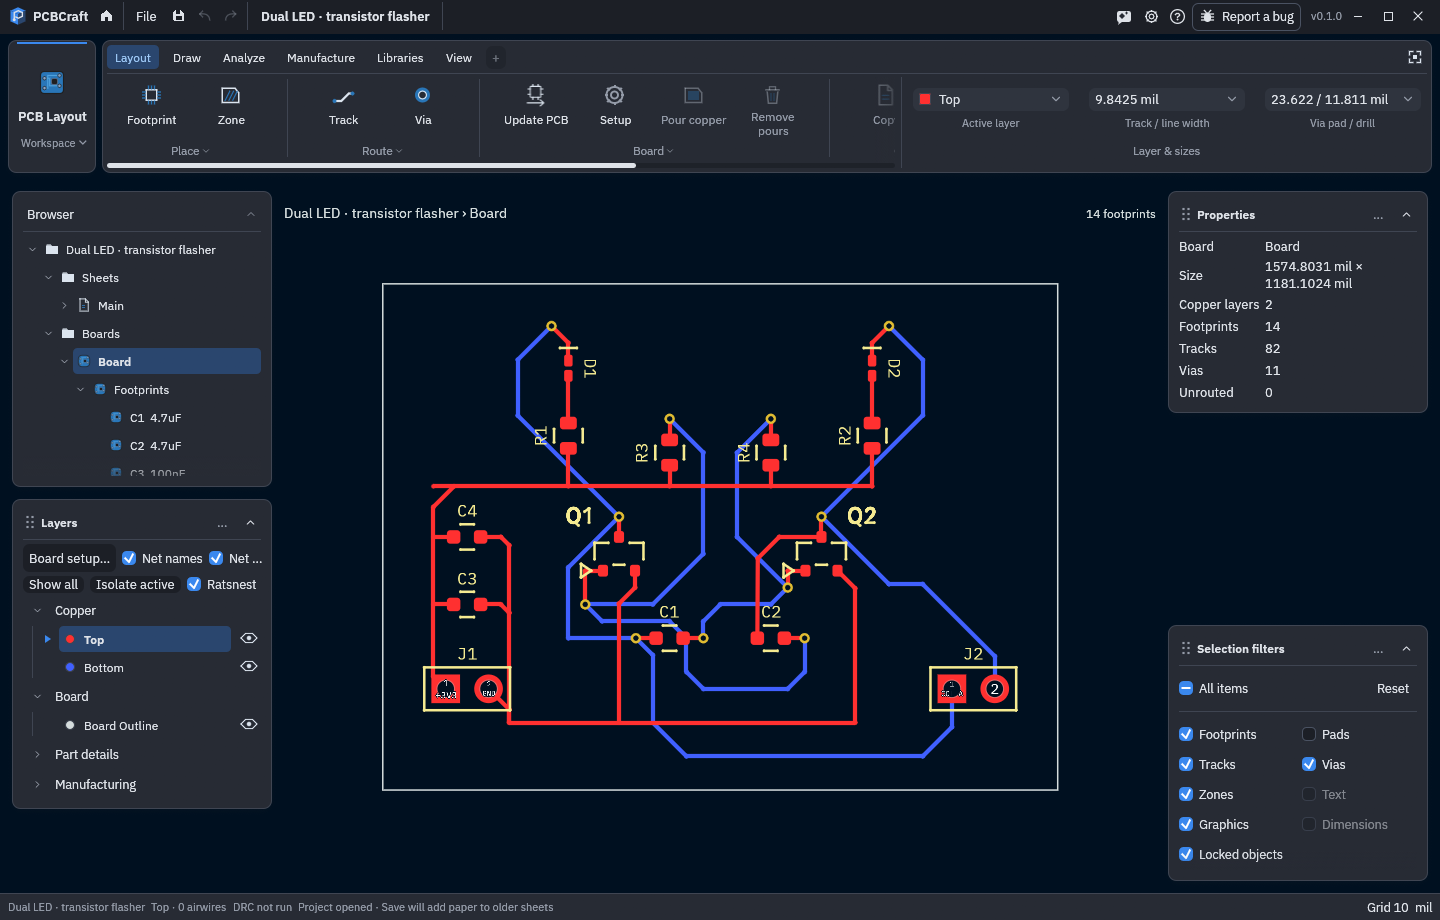 PCBCraft
File
Dual LED · transistor flasher
Report a bug
v0.1.0
PCB Layout
Workspace
Layout
Draw
Analyze
Manufacture
Libraries
View
+
Footprint
Zone
Place
Track
Via
Route
Update PCB
Setup
Pour copper
Remove pours
Board
Top
Active layer
9.8425 mil
Track / line width
23.622 / 11.811 mil
Via pad / drill
Layer & sizes
Browser
Dual LED · transistor flasher
Sheets
Main
Boards
Board
Footprints
C1 4.7uF
C2 4.7uF
C3 100nF
Layers
...
Board setup...
Net names
Net ...
Show all
Isolate active
Ratsnest
Copper
Top
Bottom
Board
Board Outline
Part details
Manufacturing
Dual LED · transistor flasher › Board
14 footprints
D1
D2
R1
R3
R4
R2
C4
Q1
Q2
C3
C1
C2
J1
J2
2
Properties
...
Board Board
Size 1574.8031 mil ×
1181.1024 mil
Copper layers 2
Footprints 14
Tracks 82
Vias 11
Unrouted 0
Selection filters
...
All items
Reset
Footprints
Pads
Tracks
Vias
Zones
Text
Graphics
Dimensions
Locked objects
Dual LED · transistor flasher Top · 0 airwires DRC not run Project opened · Save will add paper to older sheets
Grid 10 mil